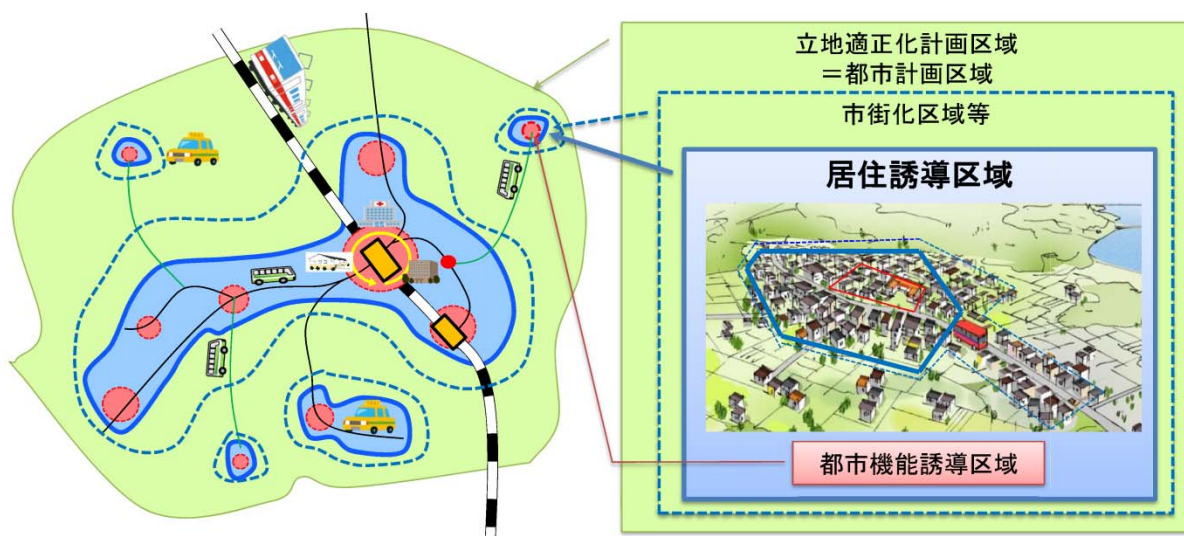 立地適正化計画区域
＝都市計画区域
市街化区域等
居住誘導区域
都市機能誘導区域